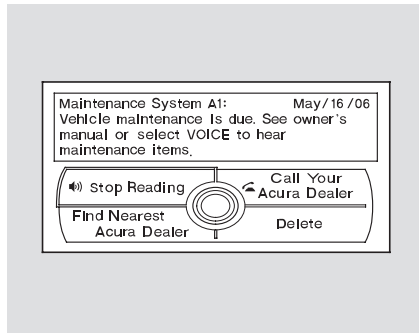 Maintenance System A1: May/16/06
Vehicle maintenance is due. See owner's
manual or select VOICE to hear
maintenance items.
Stop Reading
Call Your
Acura Dealer
Find Nearest
Acura Dealer
Delete